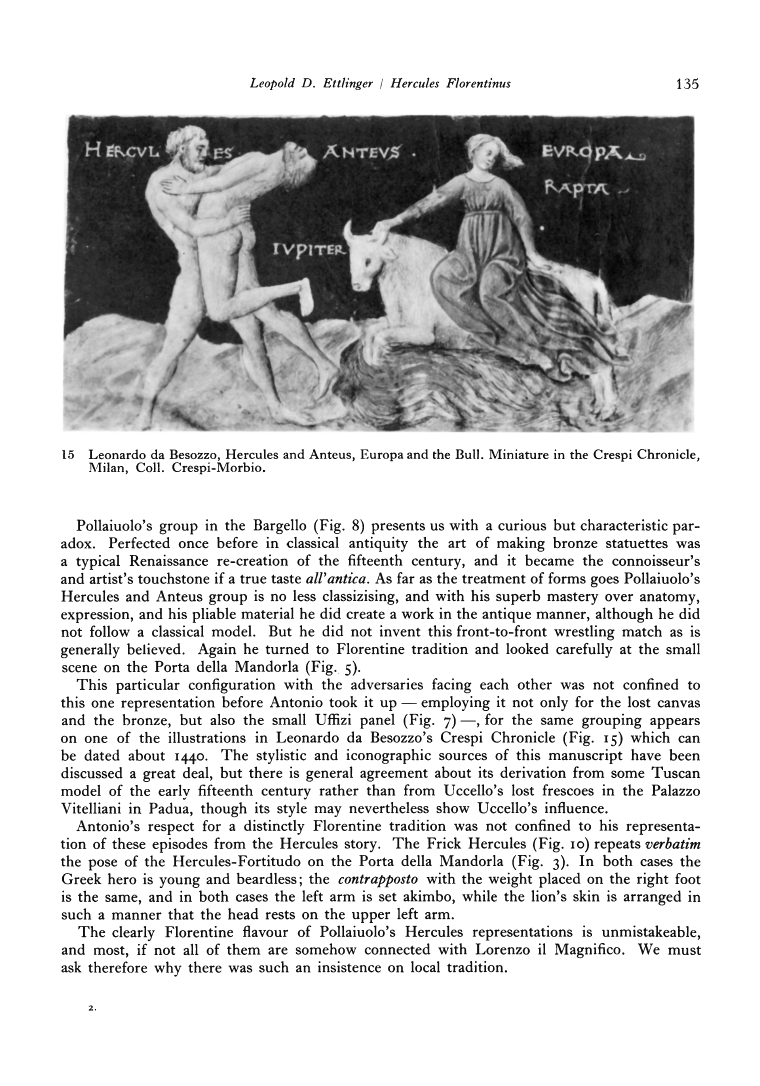 Leopold D. Ettlinger / Hercules Florentinus 135
HERCVL ES ANTEVS . EVROPA
RAPTA
IVPITER
15 Leonardo da Besozzo, Hercules and Anteus, Europa and the Bull. Miniature in the Crespi Chronicle,
Milan, Coll. Crespi-Morbio.
Pollaiuolo's group in the Bargello (Fig. 8) presents us with a curious but characteristic par-
adox. Perfected once before in classical antiquity the art of making bronze statuettes was
a typical Renaissance re-creation of the fifteenth century, and it became the connoisseur's
and artist's touchstone if a true taste all'antica. As far as the treatment of forms goes Pollaiuolo's
Hercules and Anteus group is no less classizising, and with his superb mastery over anatomy,
expression, and his pliable material he did create a work in the antique manner, although he did
not follow a classical model. But he did not invent this front-to-front wrestling match as is
generally believed. Again he turned to Florentine tradition and looked carefully at the small
scene on the Porta della Mandorla (Fig. 5).
This particular configuration with the adversaries facing each other was not confined to
this one representation before Antonio took it up — employing it not only for the lost canvas
and the bronze, but also the small Uffizi panel (Fig. 7) —, for the same grouping appears
on one of the illustrations in Leonardo da Besozzo's Crespi Chronicle (Fig. 15) which can
be dated about 1440. The stylistic and iconographic sources of this manuscript have been
discussed a great deal, but there is general agreement about its derivation from some Tuscan
model of the early fifteenth century rather than from Uccello's lost frescoes in the Palazzo
Vitelliani in Padua, though its style may nevertheless show Uccello's influence.
Antonio's respect for a distinctly Florentine tradition was not confined to his representa-
tion of these episodes from the Hercules story. The Frick Hercules (Fig. 10) repeats verbatim
the pose of the Hercules-Fortitudo on the Porta della Mandorla (Fig. 3). In both cases the
Greek hero is young and beardless; the contrapposto with the weight placed on the right foot
is the same, and in both cases the left arm is set akimbo, while the lion's skin is arranged in
such a manner that the head rests on the upper left arm.
The clearly Florentine flavour of Pollaiuolo's Hercules representations is unmistakeable,
and most, if not all of them are somehow connected with Lorenzo il Magnifico. We must
ask therefore why there was such an insistence on local tradition.
2.